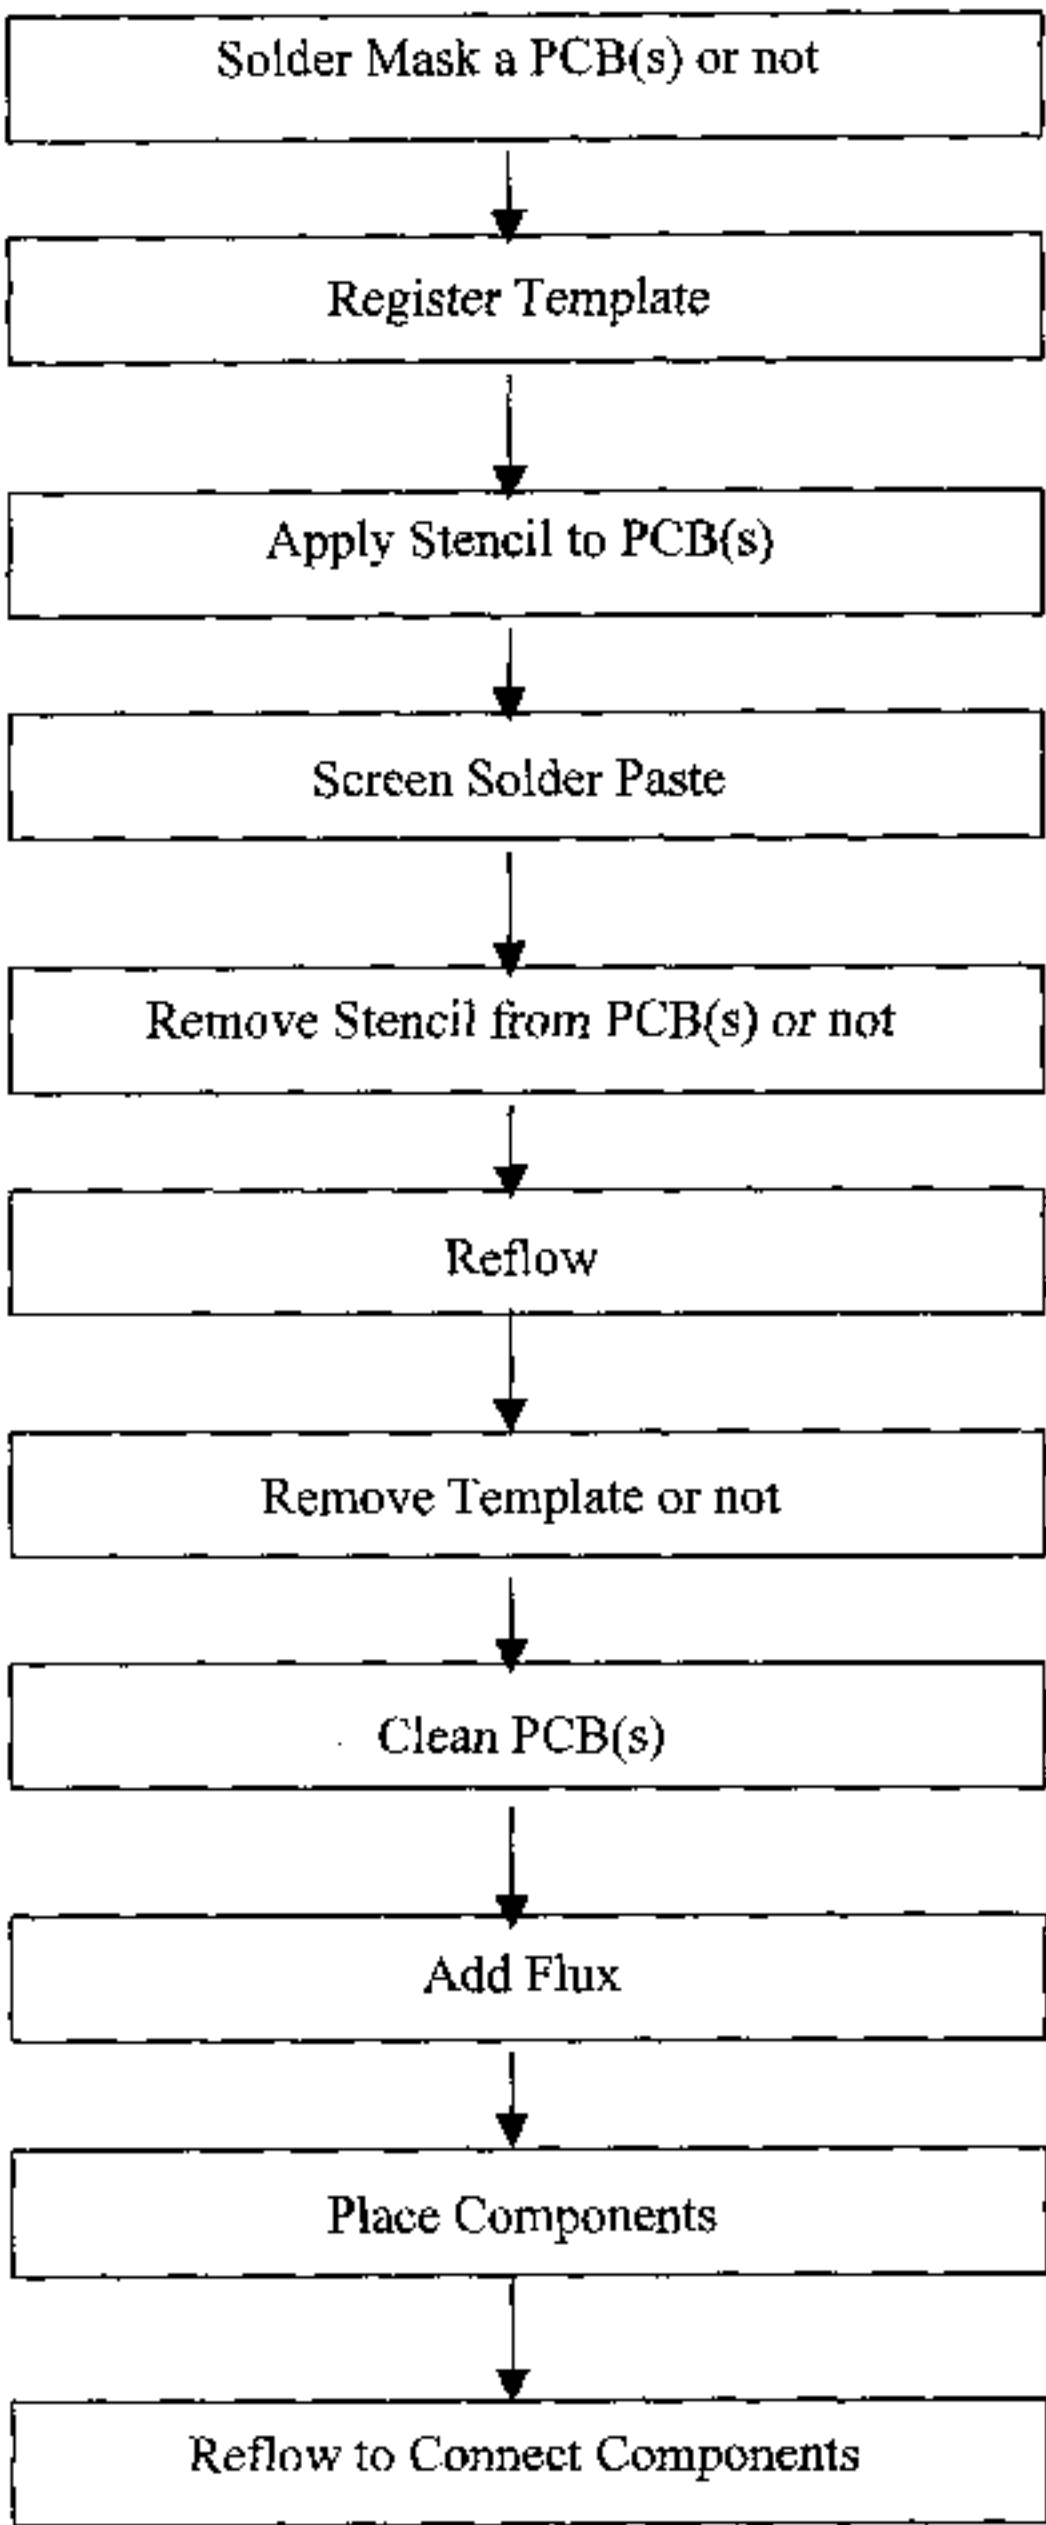 Solder Mask a PCB(s) or not
Register Template
Apply Stencil to PCB(s)
Screen Solder Paste
Remove Stencil from PCB(s) or not
Reflow
Remove Template or not
Clean PCB(s)
Add Flux
Place Components
Reflow to Connect Components